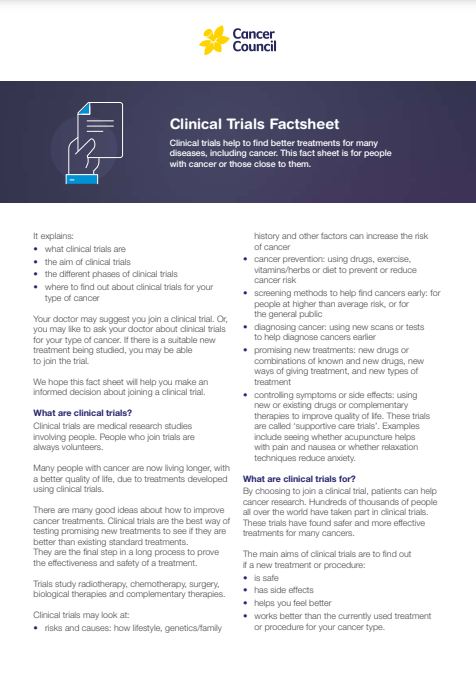 Cancer
Council
Clinical Trials Factsheet
Clinical trials help to find better treatments for many
diseases, including cancer. This fact sheet is for people
with cancer or those close to them.
It explains:
• what clinical trials are
• the aim of clinical trials
• the different phases of clinical trials
• where to find out about clinical trials for your
type of cancer
Your doctor may suggest you join a clinical trial. Or,
you may like to ask your doctor about clinical trials
for your type of cancer. If there is a suitable new
treatment being studied, you may be able
to join the trial.
We hope this fact sheet will help you make an
informed decision about joining a clinical trial.
What are clinical trials?
Clinical trials are medical research studies
involving people. People who join trials are
always volunteers.
Many people with cancer are now living longer, with
a better quality of life, due to treatments developed
using clinical trials.
There are many good ideas about how to improve
cancer treatments. Clinical trials are the best way of
testing promising new treatments to see if they are
better than existing standard treatments.
They are the final step in a long process to prove
the effectiveness and safety of a treatment.
Trials study radiotherapy, chemotherapy, surgery,
biological therapies and complementary therapies.
Clinical trials may look at:
• risks and causes: how lifestyle, genetics/family
history and other factors can increase the risk
of cancer
• cancer prevention: using drugs, exercise,
vitamins/herbs or diet to prevent or reduce
cancer risk
• screening methods to help find cancers early: for
people at higher than average risk, or for
the general public
• diagnosing cancer: using new scans or tests
to help diagnose cancers earlier
• promising new treatments: new drugs or
combinations of known and new drugs, new
ways of giving treatment, and new types of
treatment
• controlling symptoms or side effects: using
new or existing drugs or complementary
therapies to improve quality of life. These trials
are called ‘supportive care trials’. Examples
include seeing whether acupuncture helps
with pain and nausea or whether relaxation
techniques reduce anxiety.
What are clinical trials for?
By choosing to join a clinical trial, patients can help
cancer research. Hundreds of thousands of people
all over the world have taken part in clinical trials.
These trials have found safer and more effective
treatments for many cancers.
The main aims of clinical trials are to find out
if a new treatment or procedure:
• is safe
• has side effects
• helps you feel better
• works better than the currently used treatment
or procedure for your cancer type.